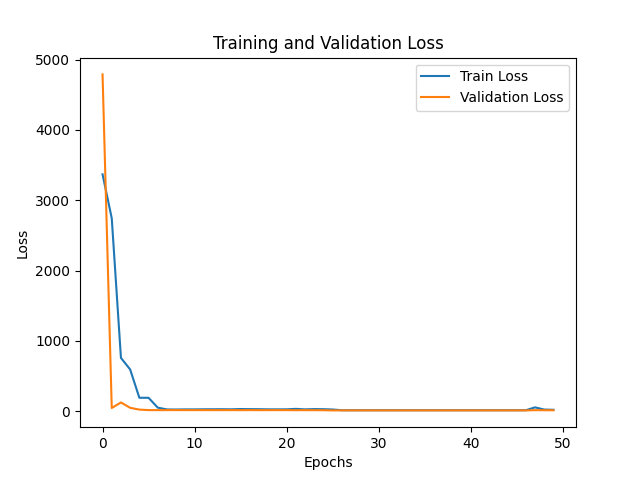 Training and Validation Loss
Train Loss
Validation Loss
Loss
5000
4000
3000
2000
1000
0
0 10 20 30 40 50
Epochs